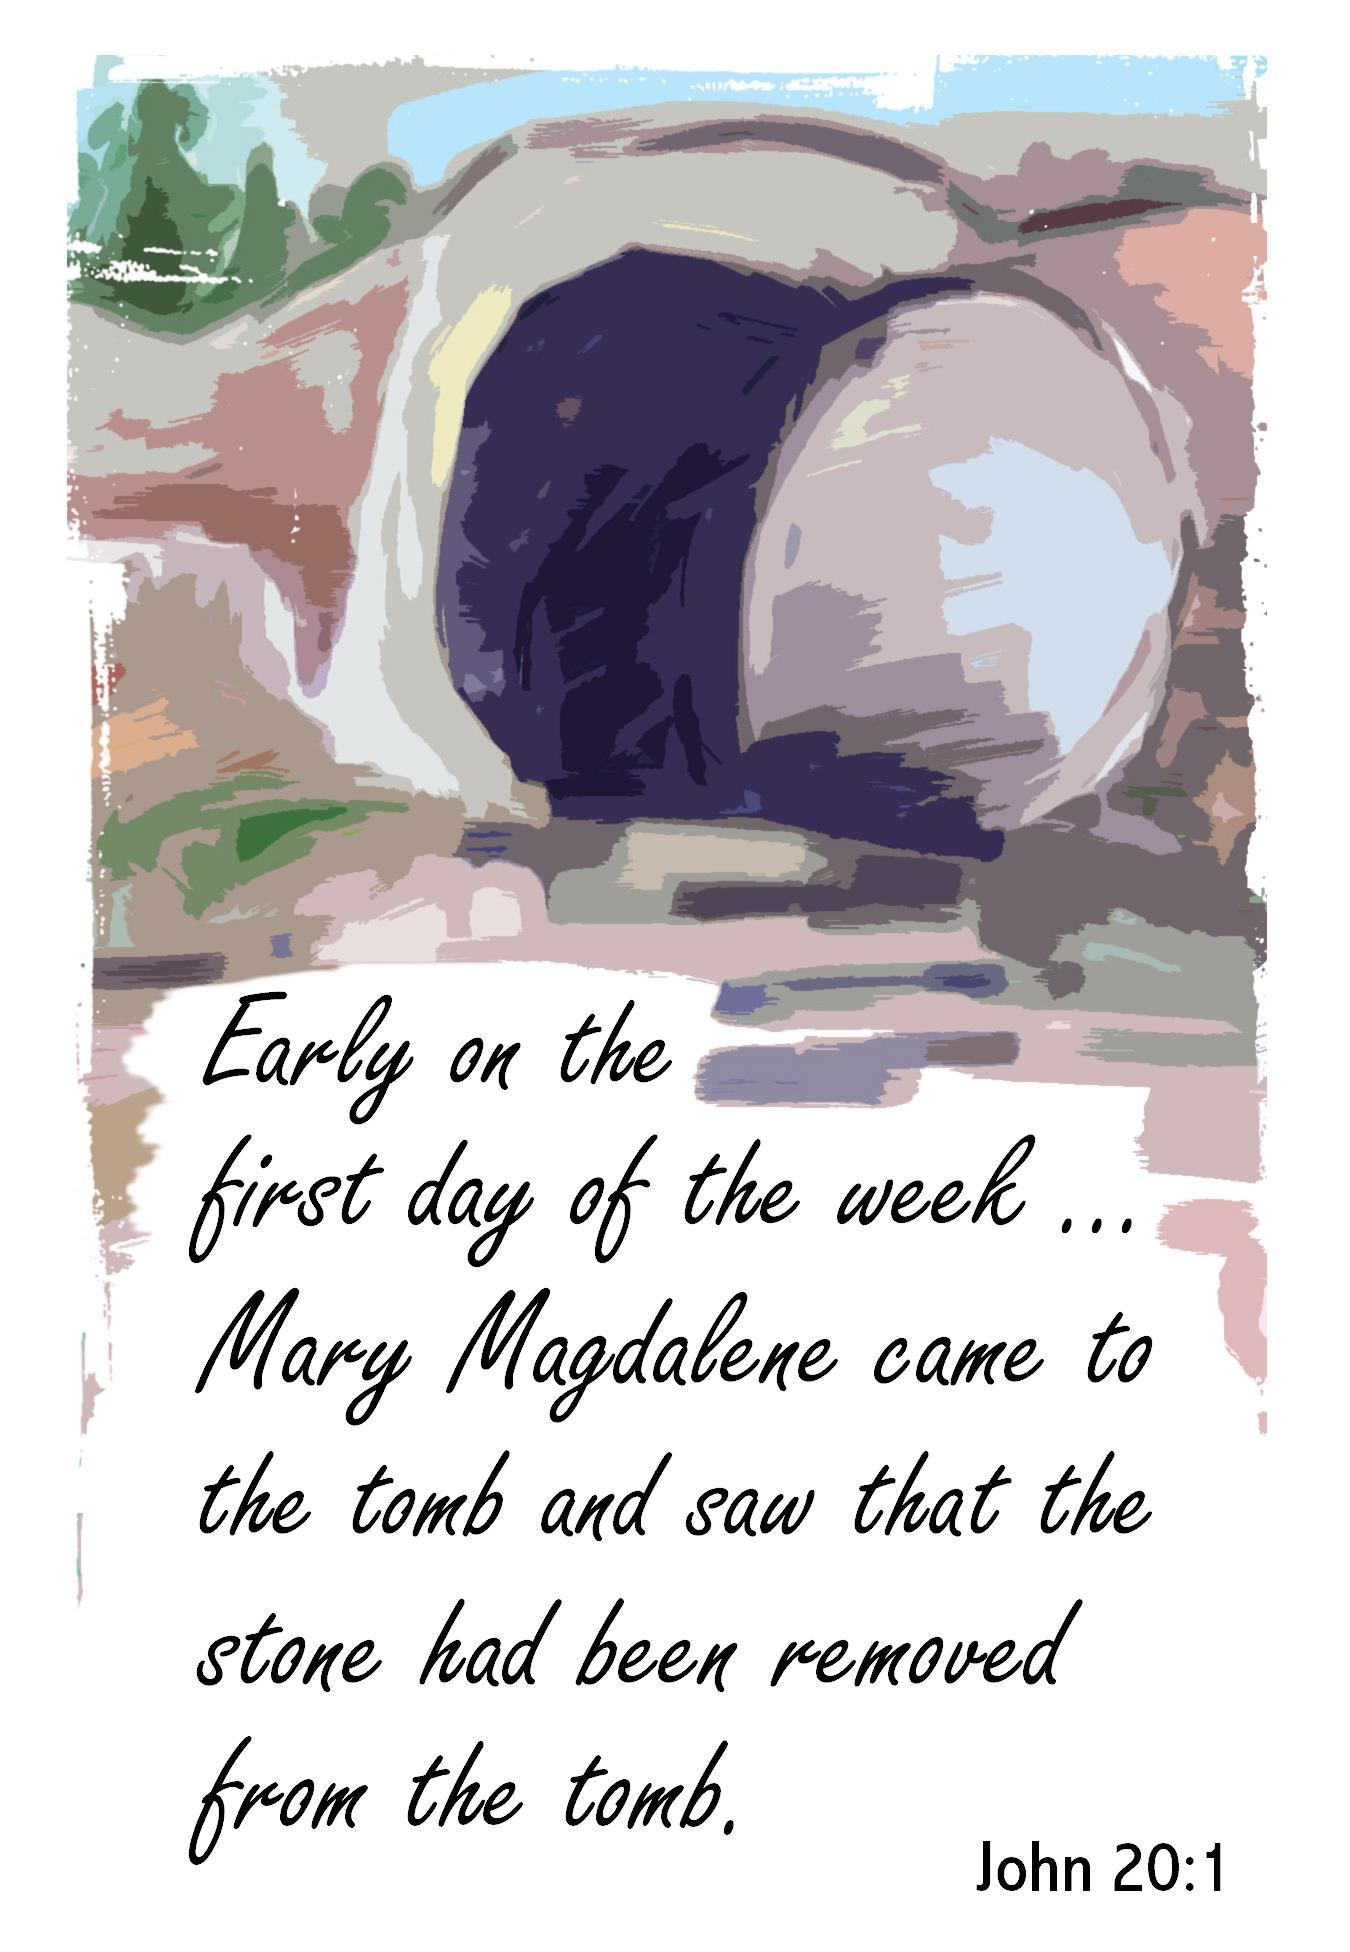 Early on the
first day of the week ...
Mary Magdalene came to
the tomb and saw that the
stone had been removed
from the tomb.
John 20:1